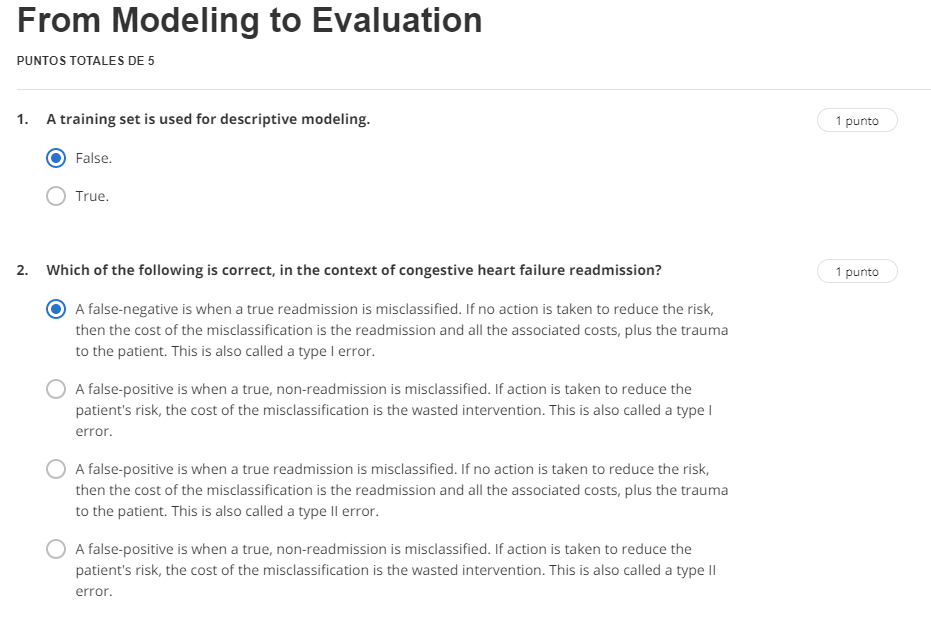 From Modeling to Evaluation
PUNTOS TOTALES DE 5
1. A training set is used for descriptive modeling.
1 punto
False.
True.
2. Which of the following is correct, in the context of congestive heart failure readmission?
1 punto
A false-negative is when a true readmission is misclassified. If no action is taken to reduce the risk,
then the cost of the misclassification is the readmission and all the associated costs, plus the trauma
to the patient. This is also called a type I error.
A false-positive is when a true, non-readmission is misclassified. If action is taken to reduce the
patient's risk, the cost of the misclassification is the wasted intervention. This is also called a type I
error.
A false-positive is when a true readmission is misclassified. If no action is taken to reduce the risk,
then the cost of the misclassification is the readmission and all the associated costs, plus the trauma
to the patient. This is also called a type II error.
A false-positive is when a true, non-readmission is misclassified. If action is taken to reduce the
patient's risk, the cost of the misclassification is the wasted intervention. This is also called a type II
error.